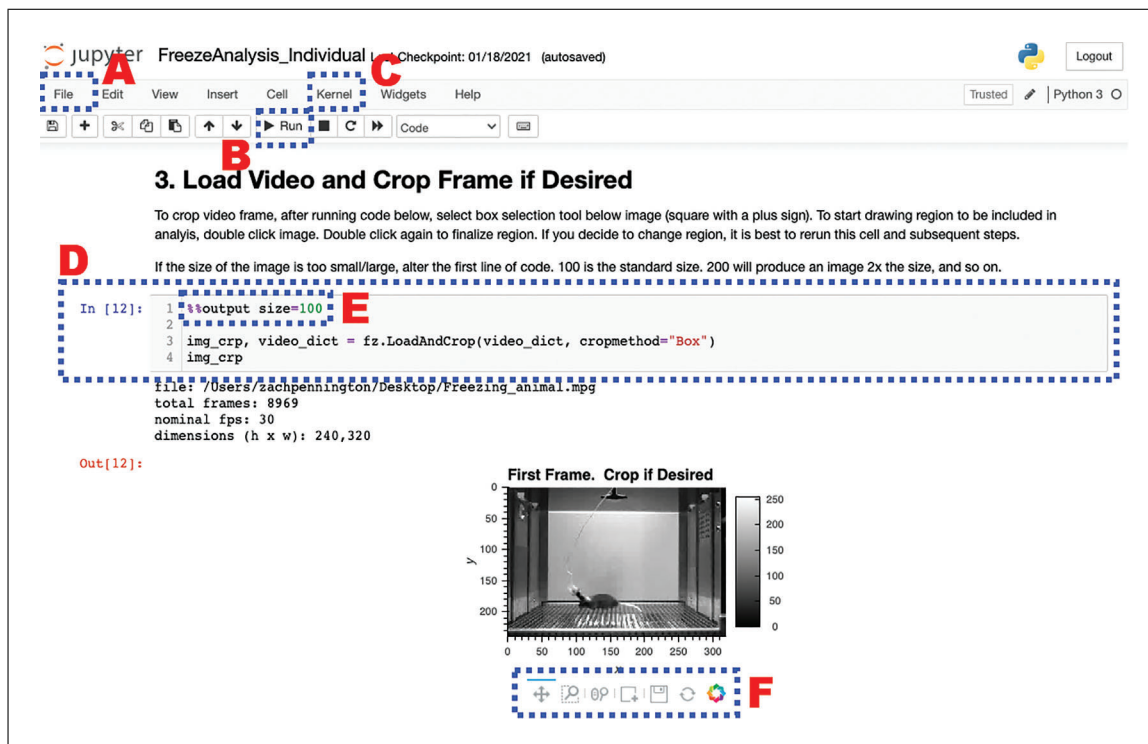 jupyter FreezeAnalysis_Individual Last Checkpoint: 01/18/2021 (autosaved) Logout
A C
File Edit View Insert Cell Kernel Widgets Help Trusted Python 3
Run Code
B
3. Load Video and Crop Frame if Desired
To crop video frame, after running code below, select box selection tool below image (square with a plus sign). To start drawing region to be included in
analyis, double click image. Double click again to finalize region. If you decide to change region, it is best to rerun this cell and subsequent steps.
D
If the size of the image is too small/large, alter the first line of code. 100 is the standard size. 200 will produce an image 2x the size, and so on.
In [12]: 1 %%output size=100 E
2
3 img_crp, video_dict = fz.LoadAndCrop(video_dict, cropmethod="Box")
4 img_crp
file: /Users/zachpennington/Desktop/Freezing_animal.mpg
total frames: 8969
nominal fps: 30
dimensions (h x w): 240,320
Out[12]:
First Frame. Crop if Desired
0
50
100
150
200
y
0 50 100 150 200 250 300
x
250
200
150
100
50
0
F